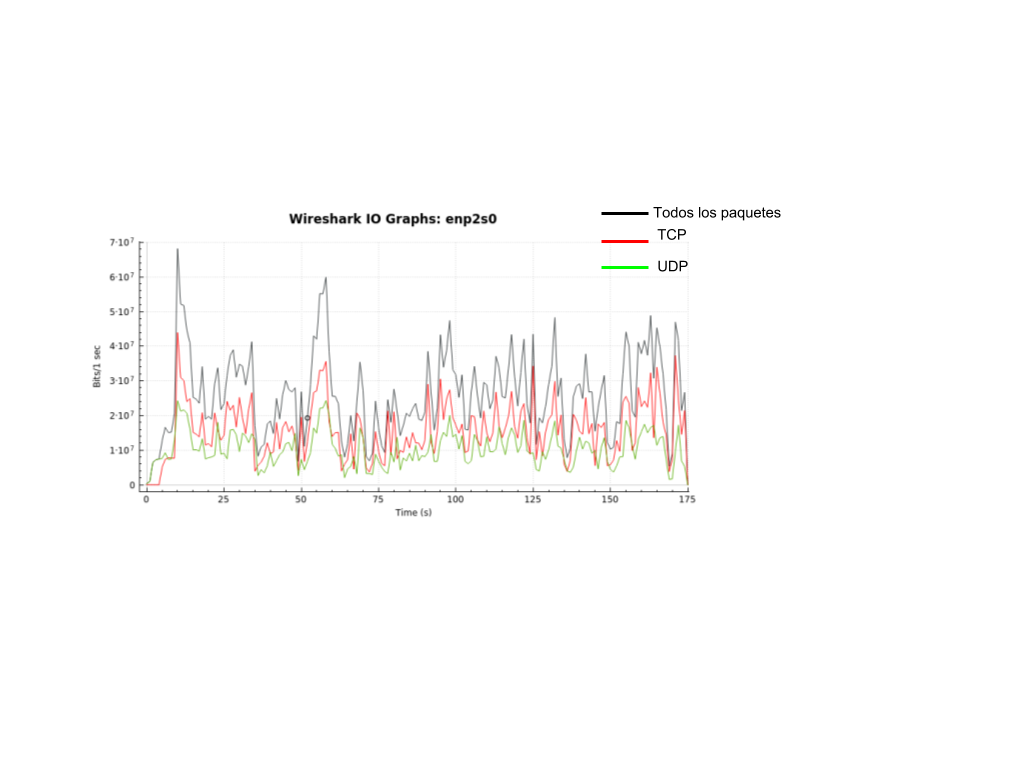 Wireshark IO Graphs: enp2s0
Todos los paquetes
TCP
UDP
7·10⁷
6·10⁷
5·10⁷
4·10⁷
3·10⁷
2·10⁷
1·10⁷
0
Bits/1 sec
0 25 50 75 100 125 150 175
Time (s)